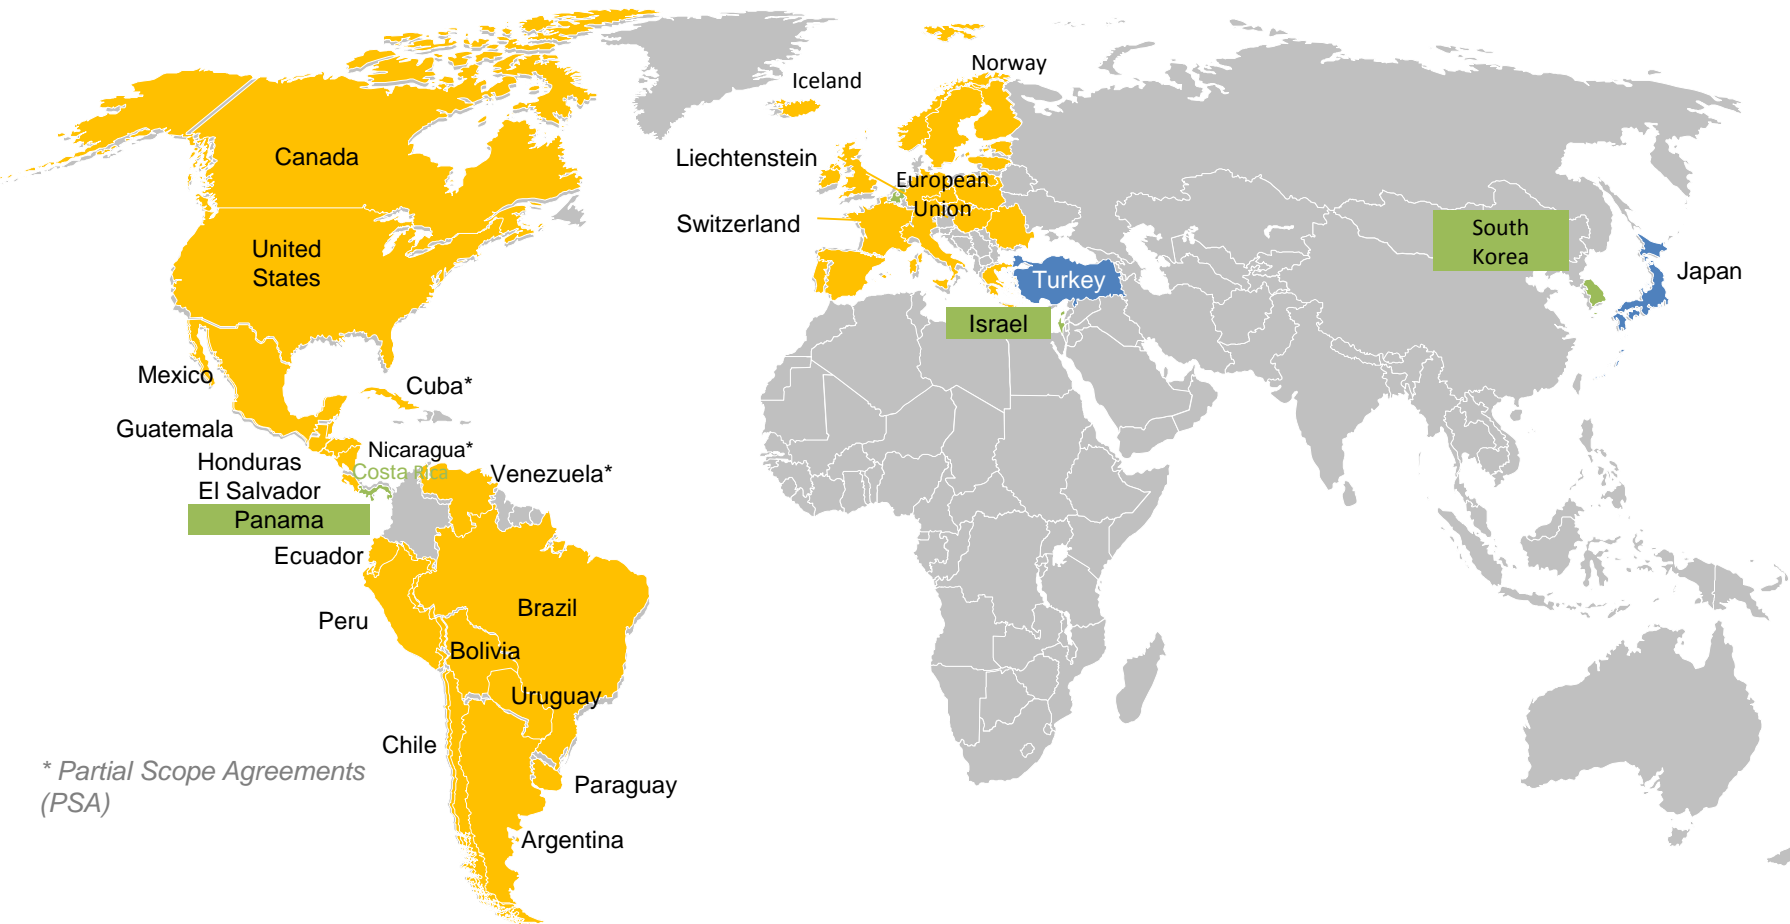 Norway
Iceland
Canada
Liechtenstein
European
Union
Switzerland
United
States
South
Korea
Japan
Turkey
Israel
Mexico
Cuba*
Guatemala
Nicaragua*
Honduras
Costa Rica
Venezuela*
El Salvador
Panama
Ecuador
Peru
Brazil
Bolivia
Uruguay
Chile
* Partial Scope Agreements
(PSA)
Paraguay
Argentina